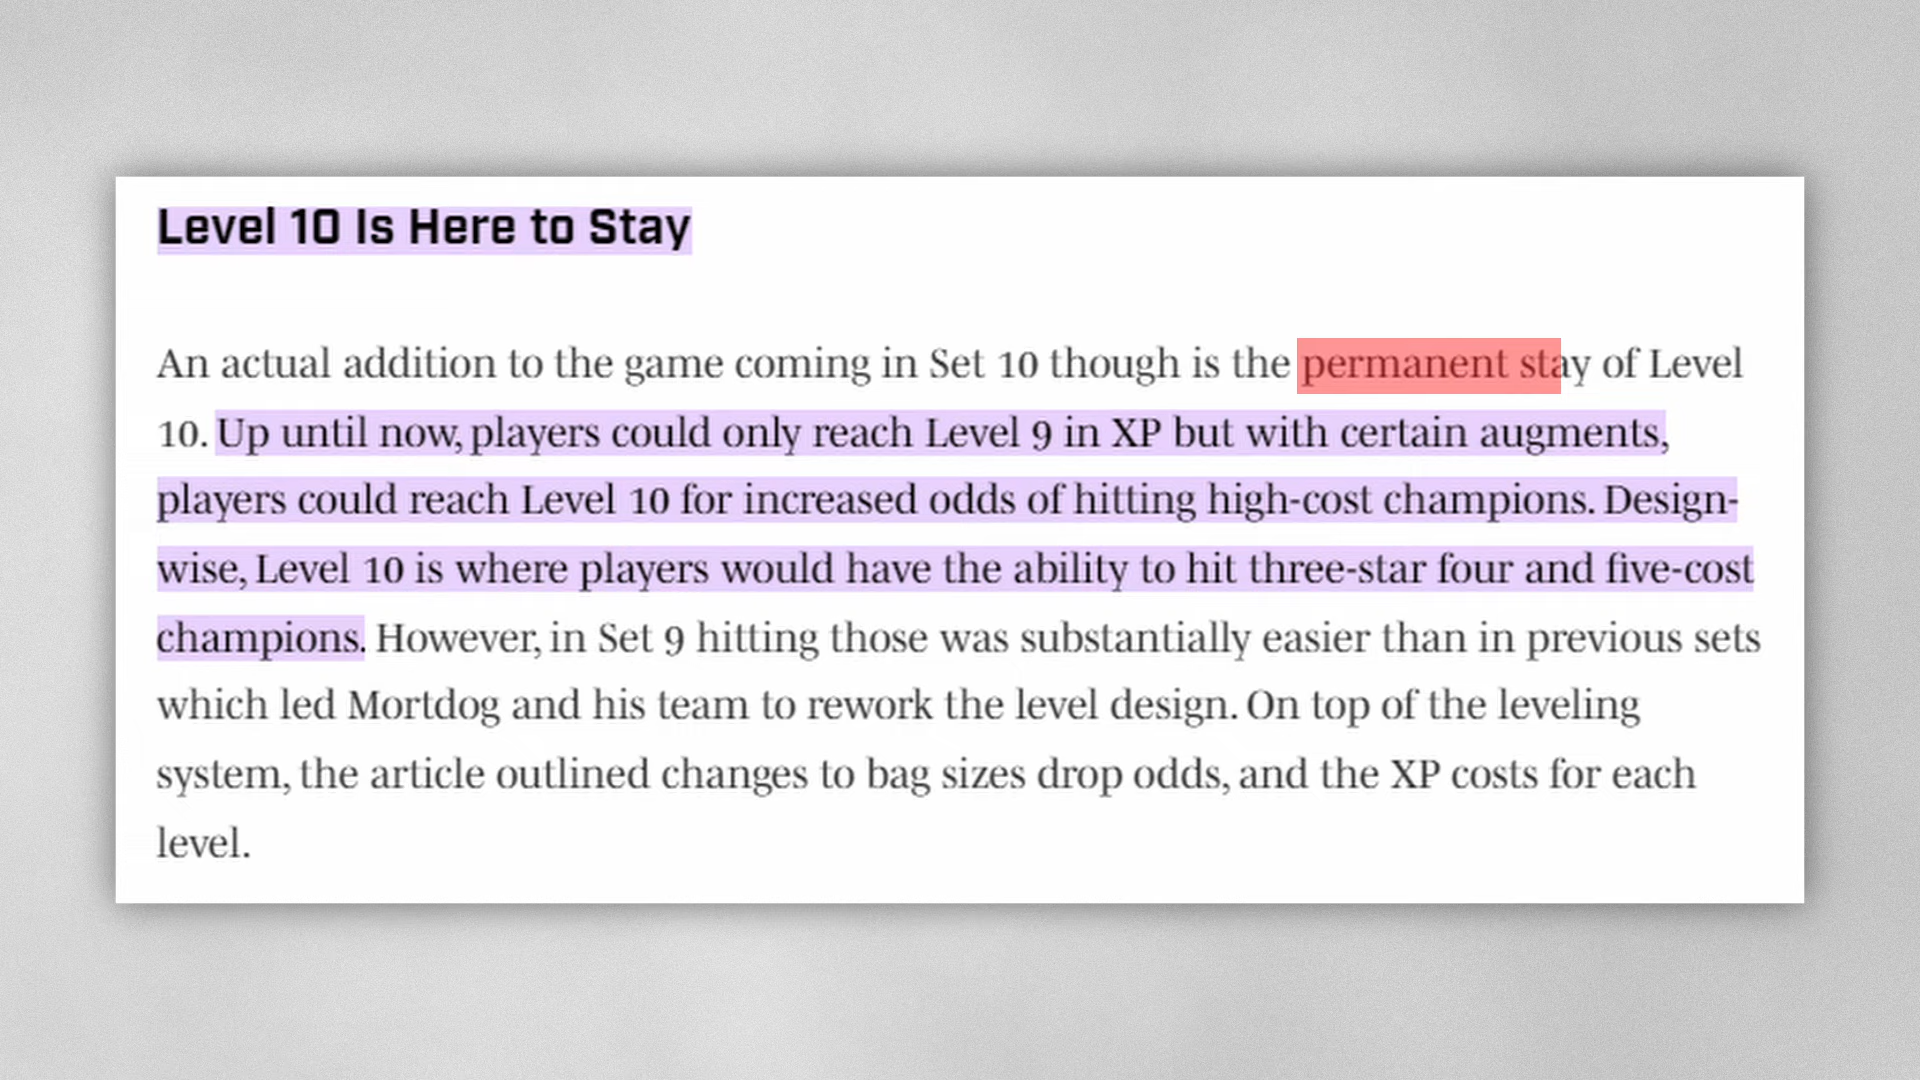 Level 10 Is Here to Stay
An actual addition to the game coming in Set 10 though is the permanent stay of Level
10. Up until now, players could only reach Level 9 in XP but with certain augments,
players could reach Level 10 for increased odds of hitting high-cost champions. Design-
wise, Level 10 is where players would have the ability to hit three-star four and five-cost
champions. However, in Set 9 hitting those was substantially easier than in previous sets
which led Mortdog and his team to rework the level design. On top of the leveling
system, the article outlined changes to bag sizes drop odds, and the XP costs for each
level.